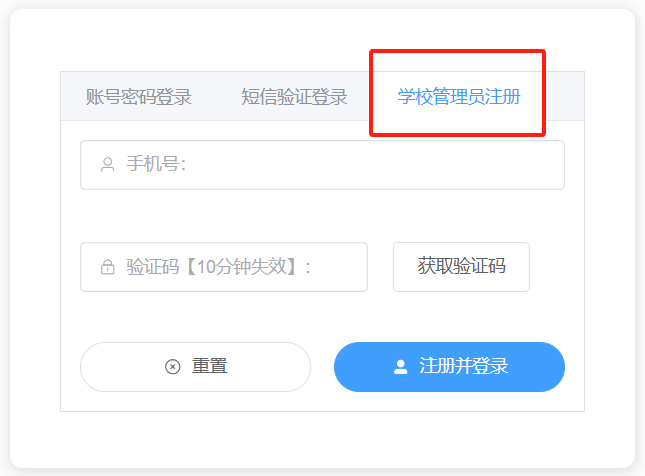 账号密码登录 短信验证登录 学校管理员注册
手机号：
验证码【10分钟失效】： 获取验证码
重置 注册并登录